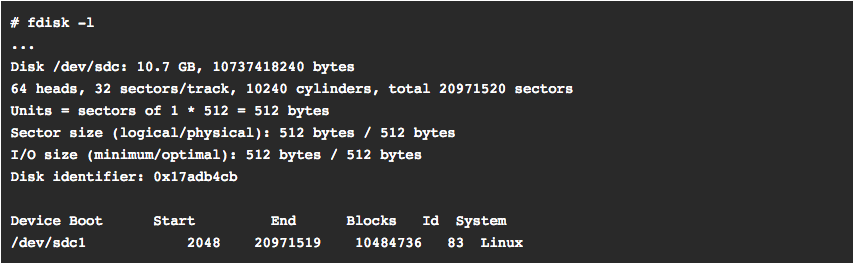 # fdisk -l
...
Disk /dev/sdc: 10.7 GB, 10737418240 bytes
64 heads, 32 sectors/track, 10240 cylinders, total 20971520 sectors
Units = sectors of 1 * 512 = 512 bytes
Sector size (logical/physical): 512 bytes / 512 bytes
I/O size (minimum/optimal): 512 bytes / 512 bytes
Disk identifier: 0x17adb4cb
Device Boot      Start         End      Blocks   Id  System
/dev/sdc1            2048    20971519    10484736   83  Linux